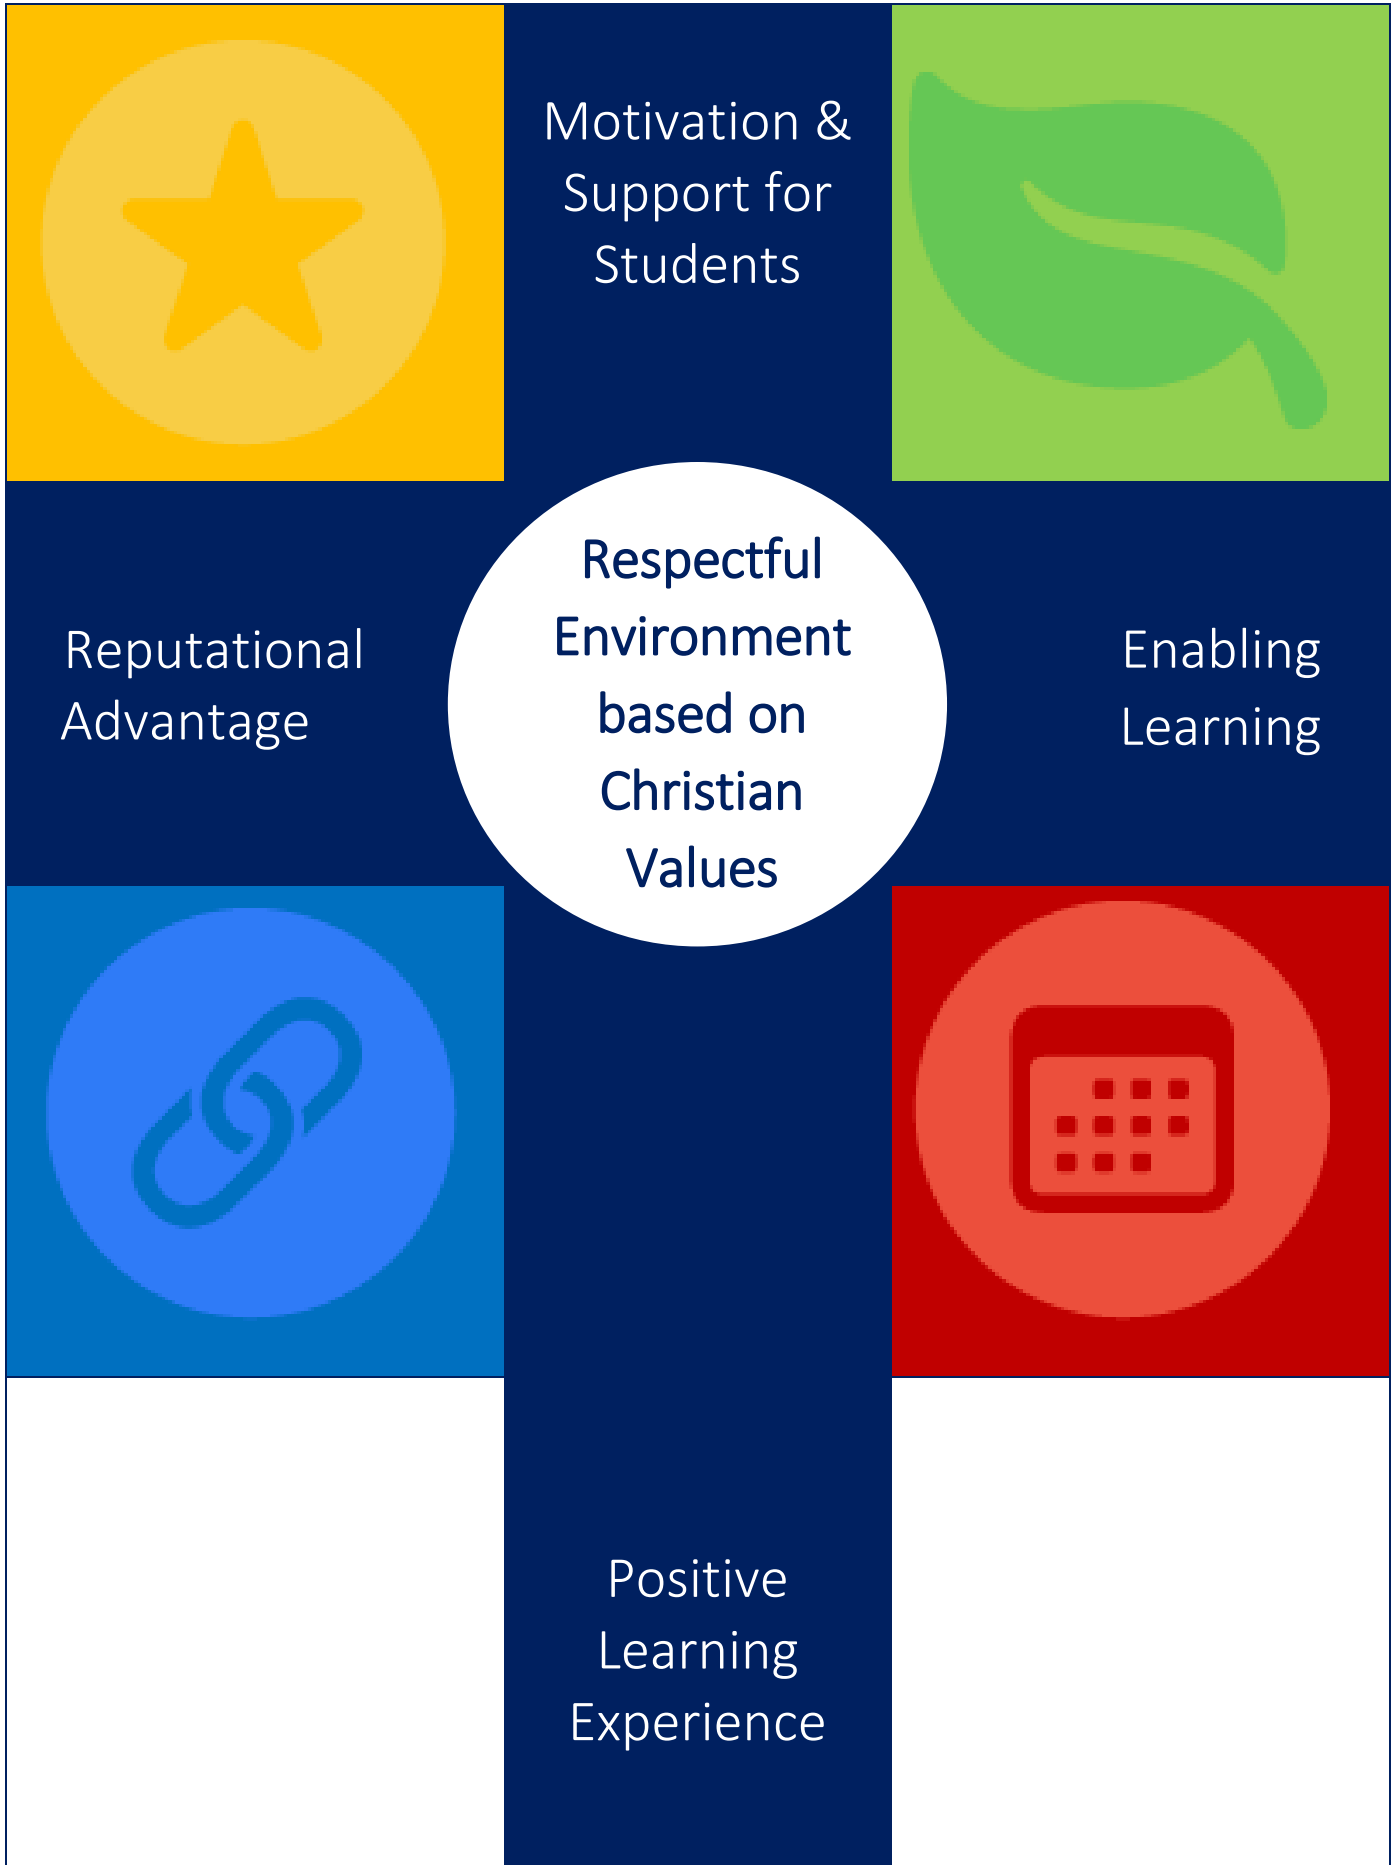 Motivation &
Support for
Students
Respectful
Environment
based on
Christian
Values
Reputational
Advantage
Enabling
Learning
Positive
Learning
Experience